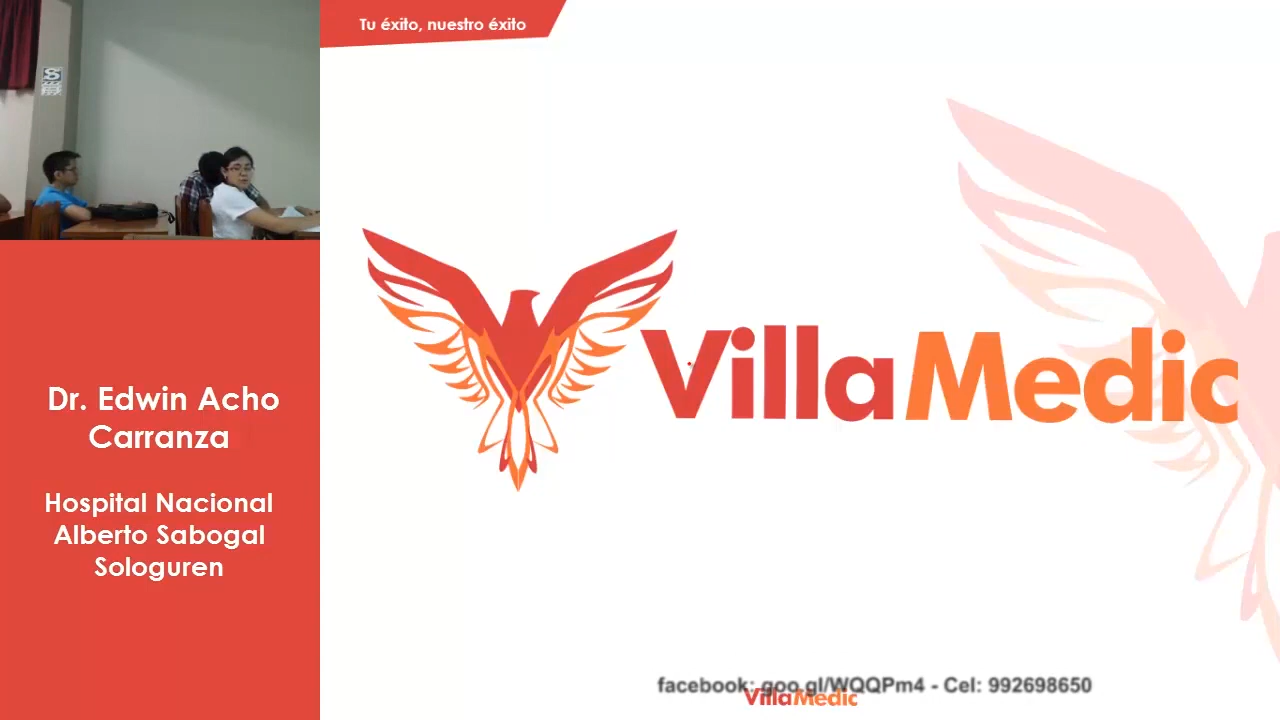 Tu éxito, nuestro éxito
S
Dr. Edwin Acho
Carranza
Hospital Nacional
Alberto Sabogal
Sologuren
VillaMedic
facebook: goo.gl/WQQPm4 - Cel: 992698650
VillaMedic